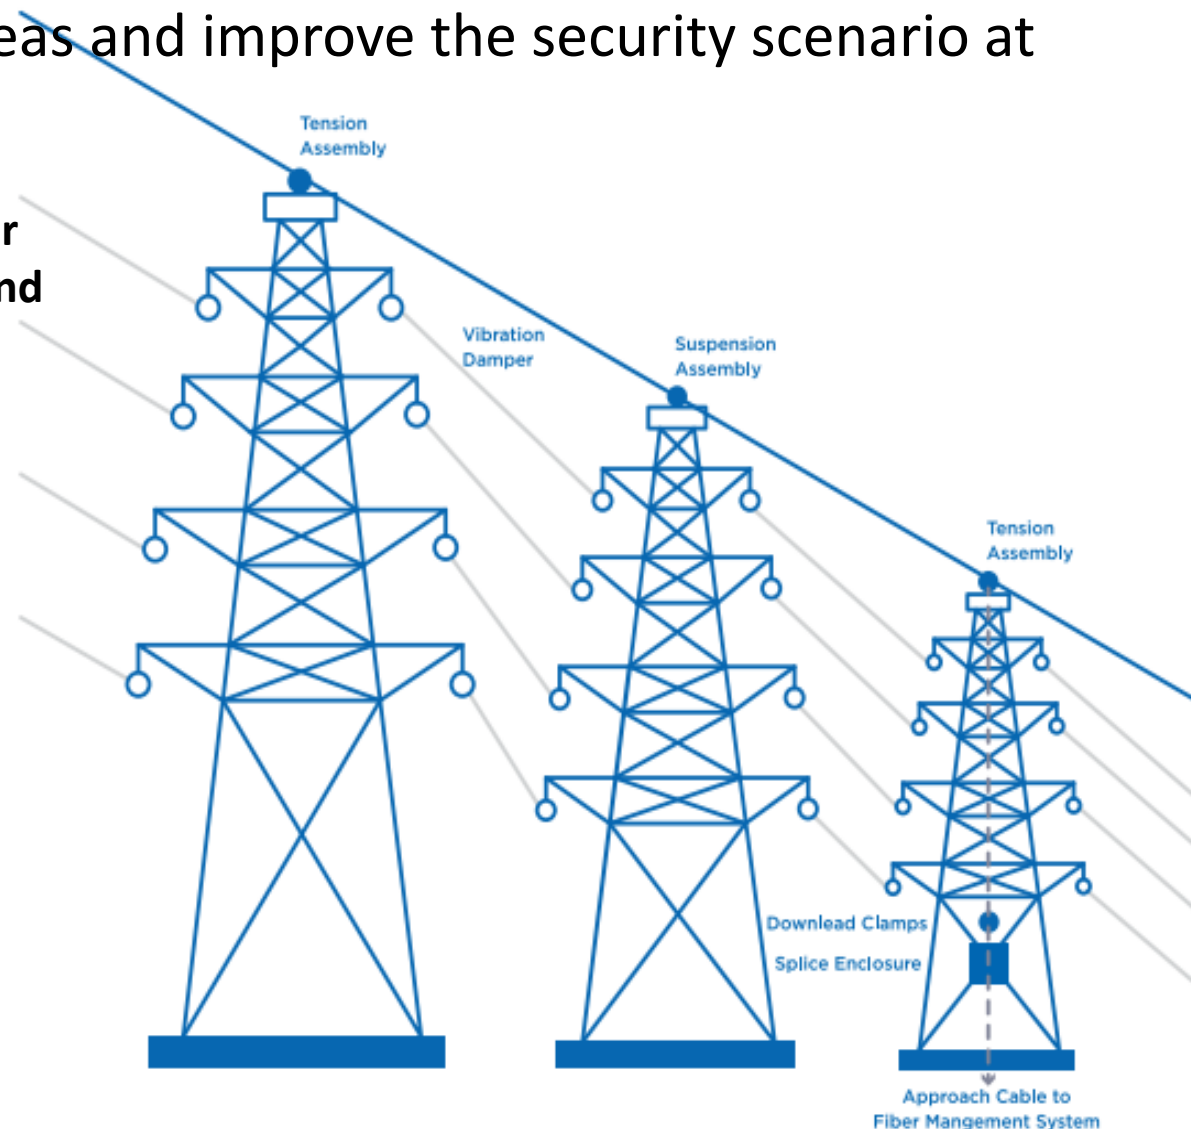 eas and improve the security scenario at
Tension
Assembly
r
nd
Vibration
Damper
Suspension
Assembly
Tension
Assembly
Downlead Clamps
Splice Enclosure
Approach Cable to
Fiber Mangement System